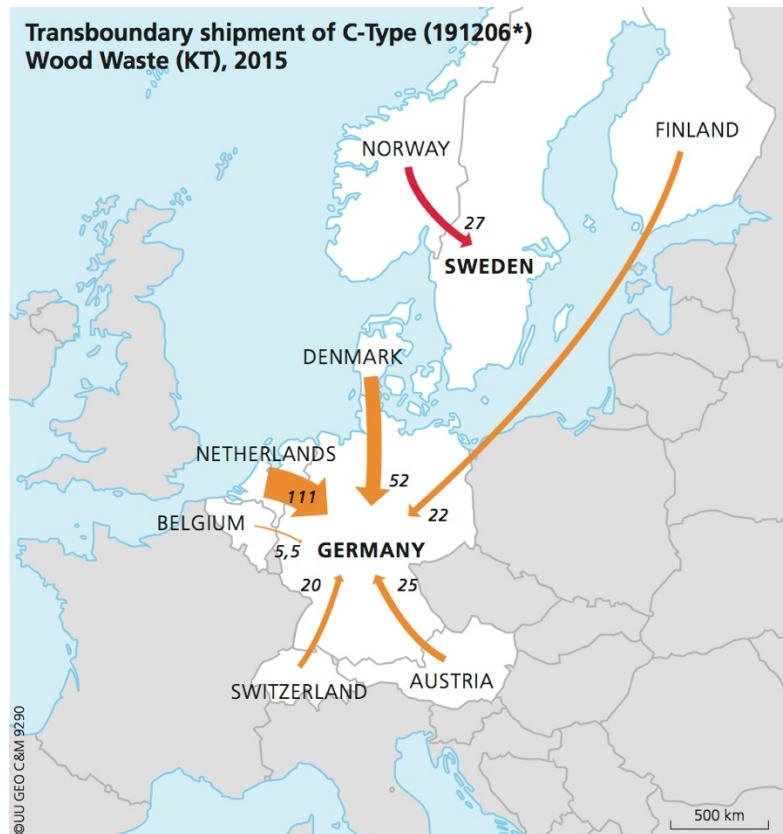 Transboundary shipment of C-Type (191206*)
Wood Waste (KT), 2015
FINLAND
NORWAY
27
SWEDEN
DENMARK
NETHERLANDS
52
111
22
BELGIUM
5,5
GERMANY
20
25
SWITZERLAND
AUSTRIA
©UU GEO C&M 9290
500 km